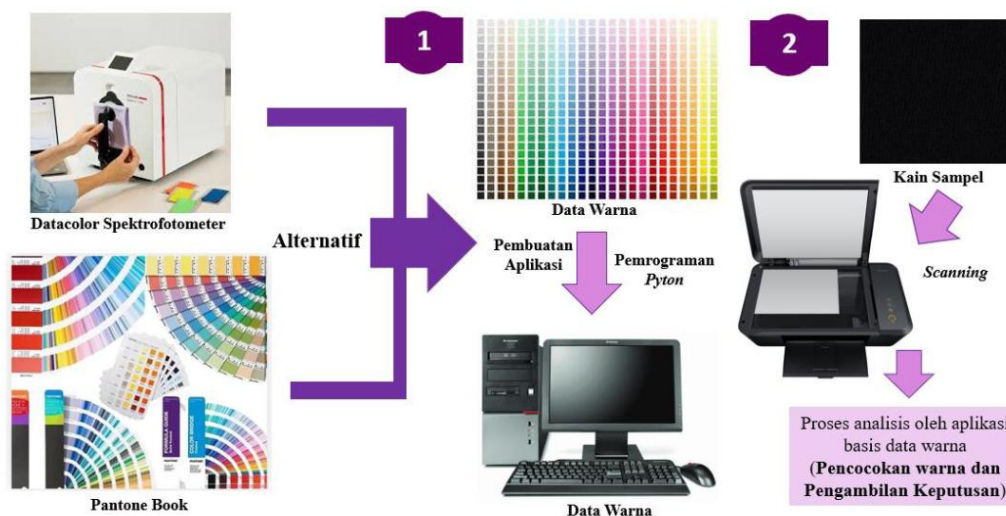 1
2
Datacolor Spektrofotometer
Alternatif
Data Warna
Pembuatan
Aplikasi
Pemrograman
Pyton
Kain Sampel
Scanning
Pantone Book
Data Warna
Proses analisis oleh aplikasi
basis data warna
(Pencocokan warna dan
Pengambilan Keputusan)